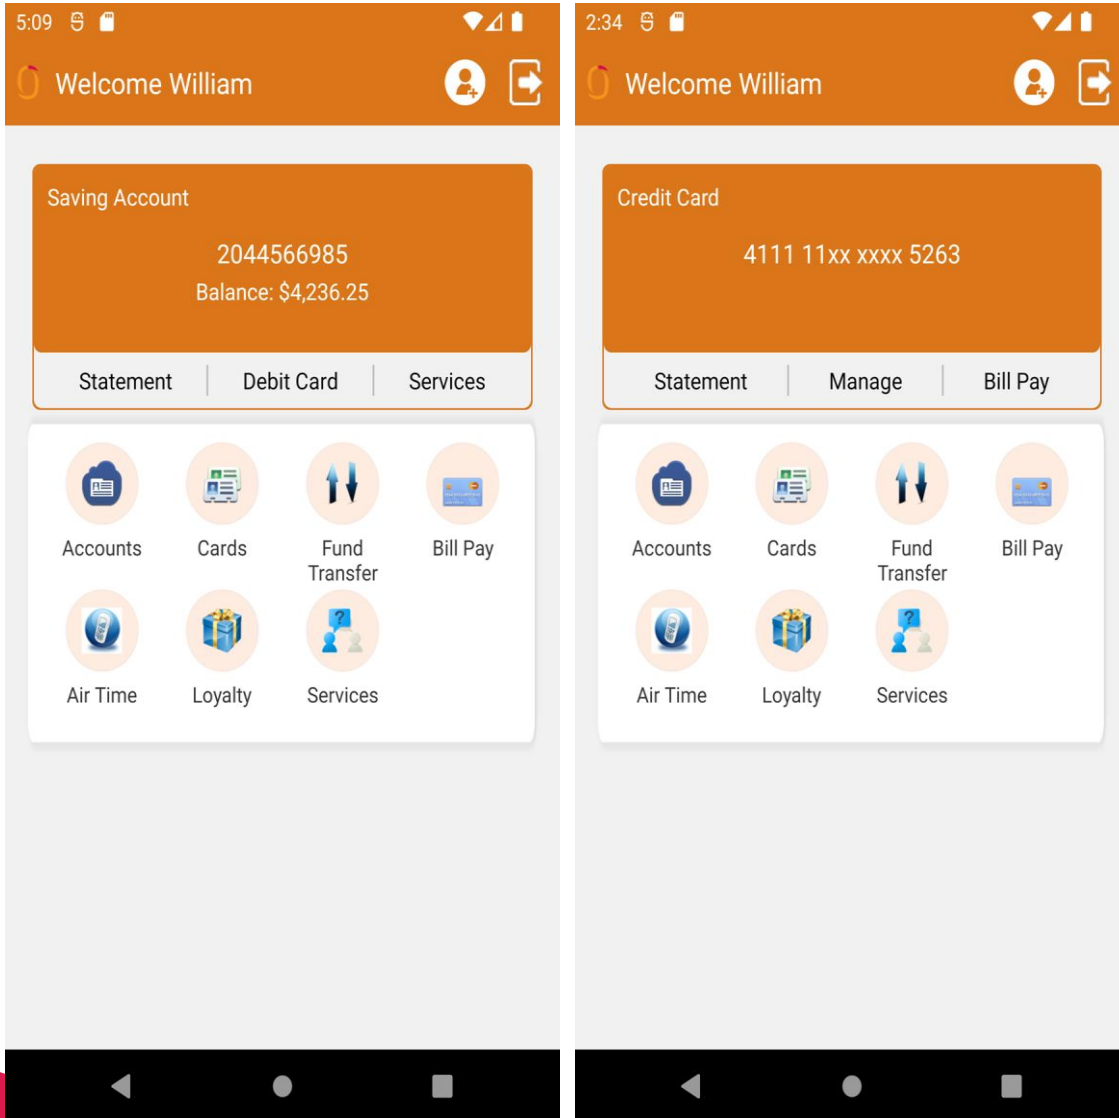 5:09
Welcome William
Saving Account
2044566985
Balance: $4,236.25
Statement
Debit Card
Services
Accounts
Cards
Fund
Transfer
Bill Pay
Air Time
Loyalty
Services
2:34
Welcome William
Credit Card
4111 11xx xxxx 5263
Statement
Manage
Bill Pay
Accounts
Cards
Fund
Transfer
Bill Pay
Air Time
Loyalty
Services